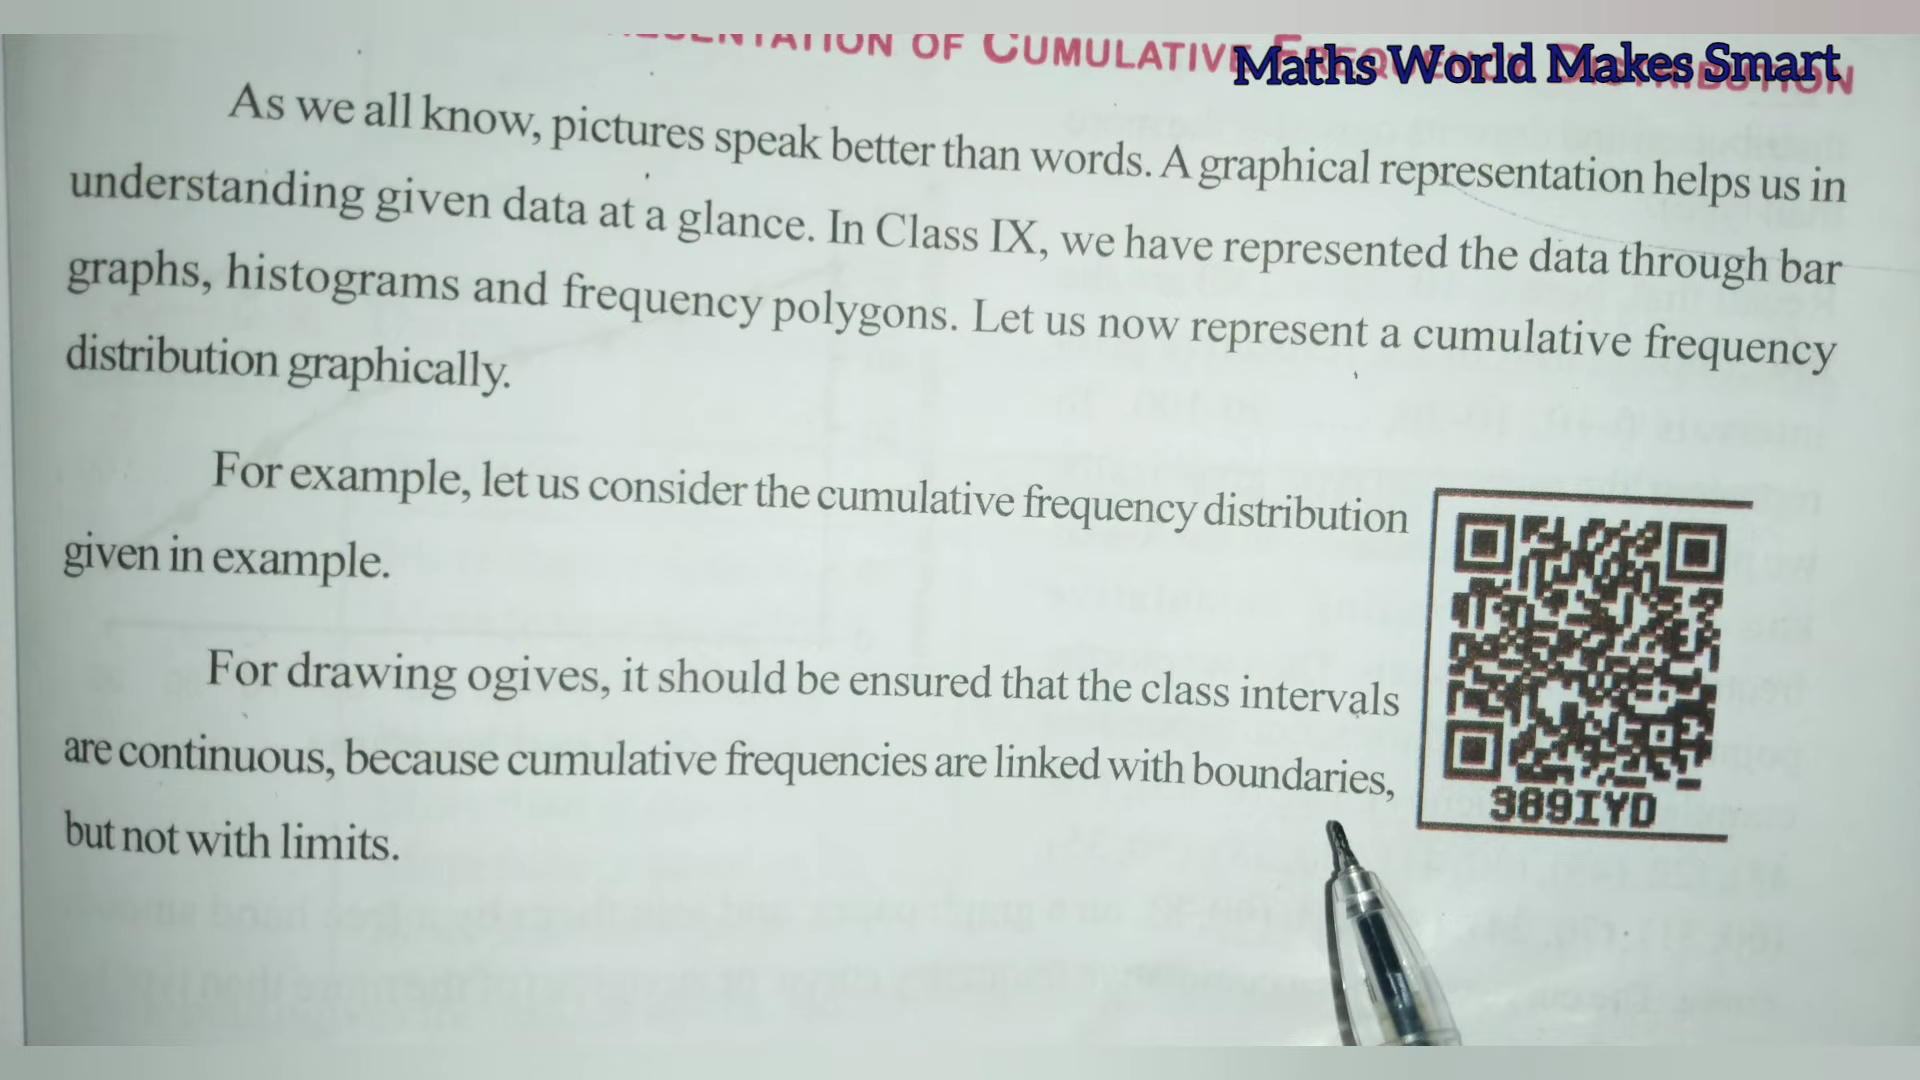 OF CUMULATIVE
Maths World Makes Smart
As we all know, pictures speak better than words. A graphical representation helps us in
understanding given data at a glance. In Class IX, we have represented the data through bar
graphs, histograms and frequency polygons. Let us now represent a cumulative frequency
distribution graphically.
For example, let us consider the cumulative frequency distribution
given in example.
For drawing ogives, it should be ensured that the class intervals
are continuous, because cumulative frequencies are linked with boundaries,
but not with limits.
389IYD